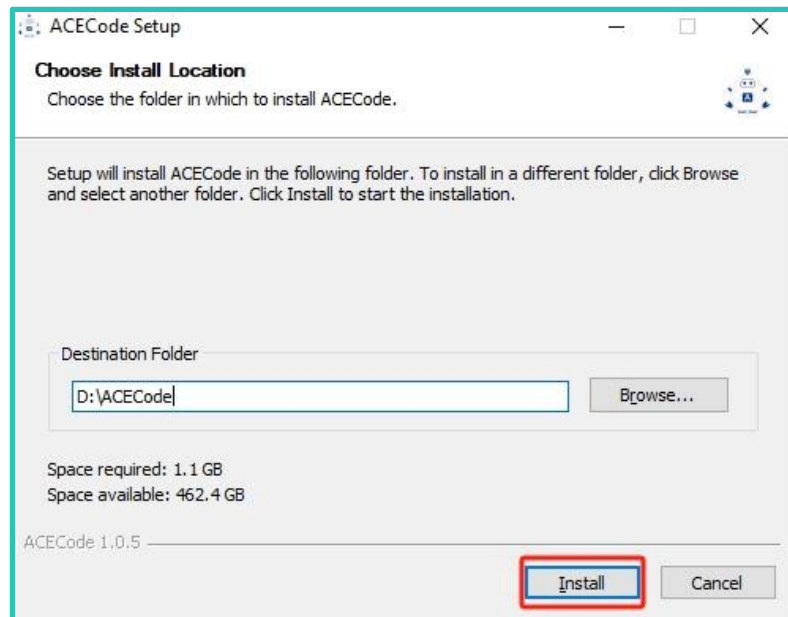 ACECode Setup
Choose Install Location
Choose the folder in which to install ACECode.
Setup will install ACECode in the following folder. To install in a different folder, click Browse
and select another folder. Click Install to start the installation.
Destination Folder
D:\ACECode
Browse...
Space required: 1.1 GB
Space available: 462.4 GB
ACECode 1.0.5
Install
Cancel